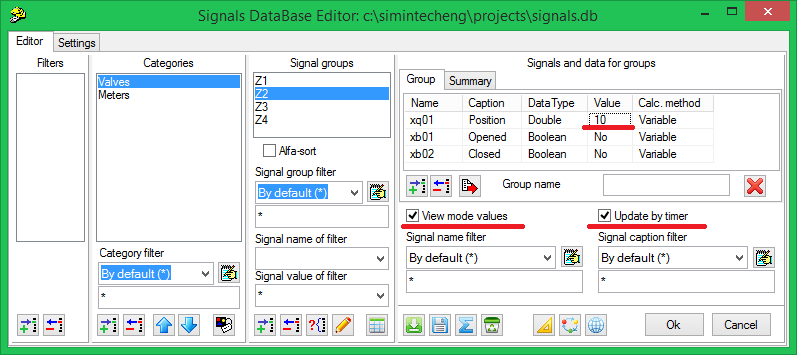 Signals DataBase Editor: c:\simintecheng\projects\signals.db
Editor Settings
Filters
Categories
Valves
Meters
Category filter
By default (*)
*
Signal groups
Z1
Z2
Z3
Z4
Alfa-sort
Signal group filter
By default (*)
*
Signal name of filter
Signal value of filter
*
Signals and data for groups
Group Summary
Name Caption Data Type Value Calc. method
xq01 Position Double 10 Variable
xb01 Opened Boolean No Variable
xb02 Closed Boolean No Variable
Group name
View mode values Update by timer
Signal name filter Signal caption filter
By default (*) By default (*)
* *
Ok Cancel